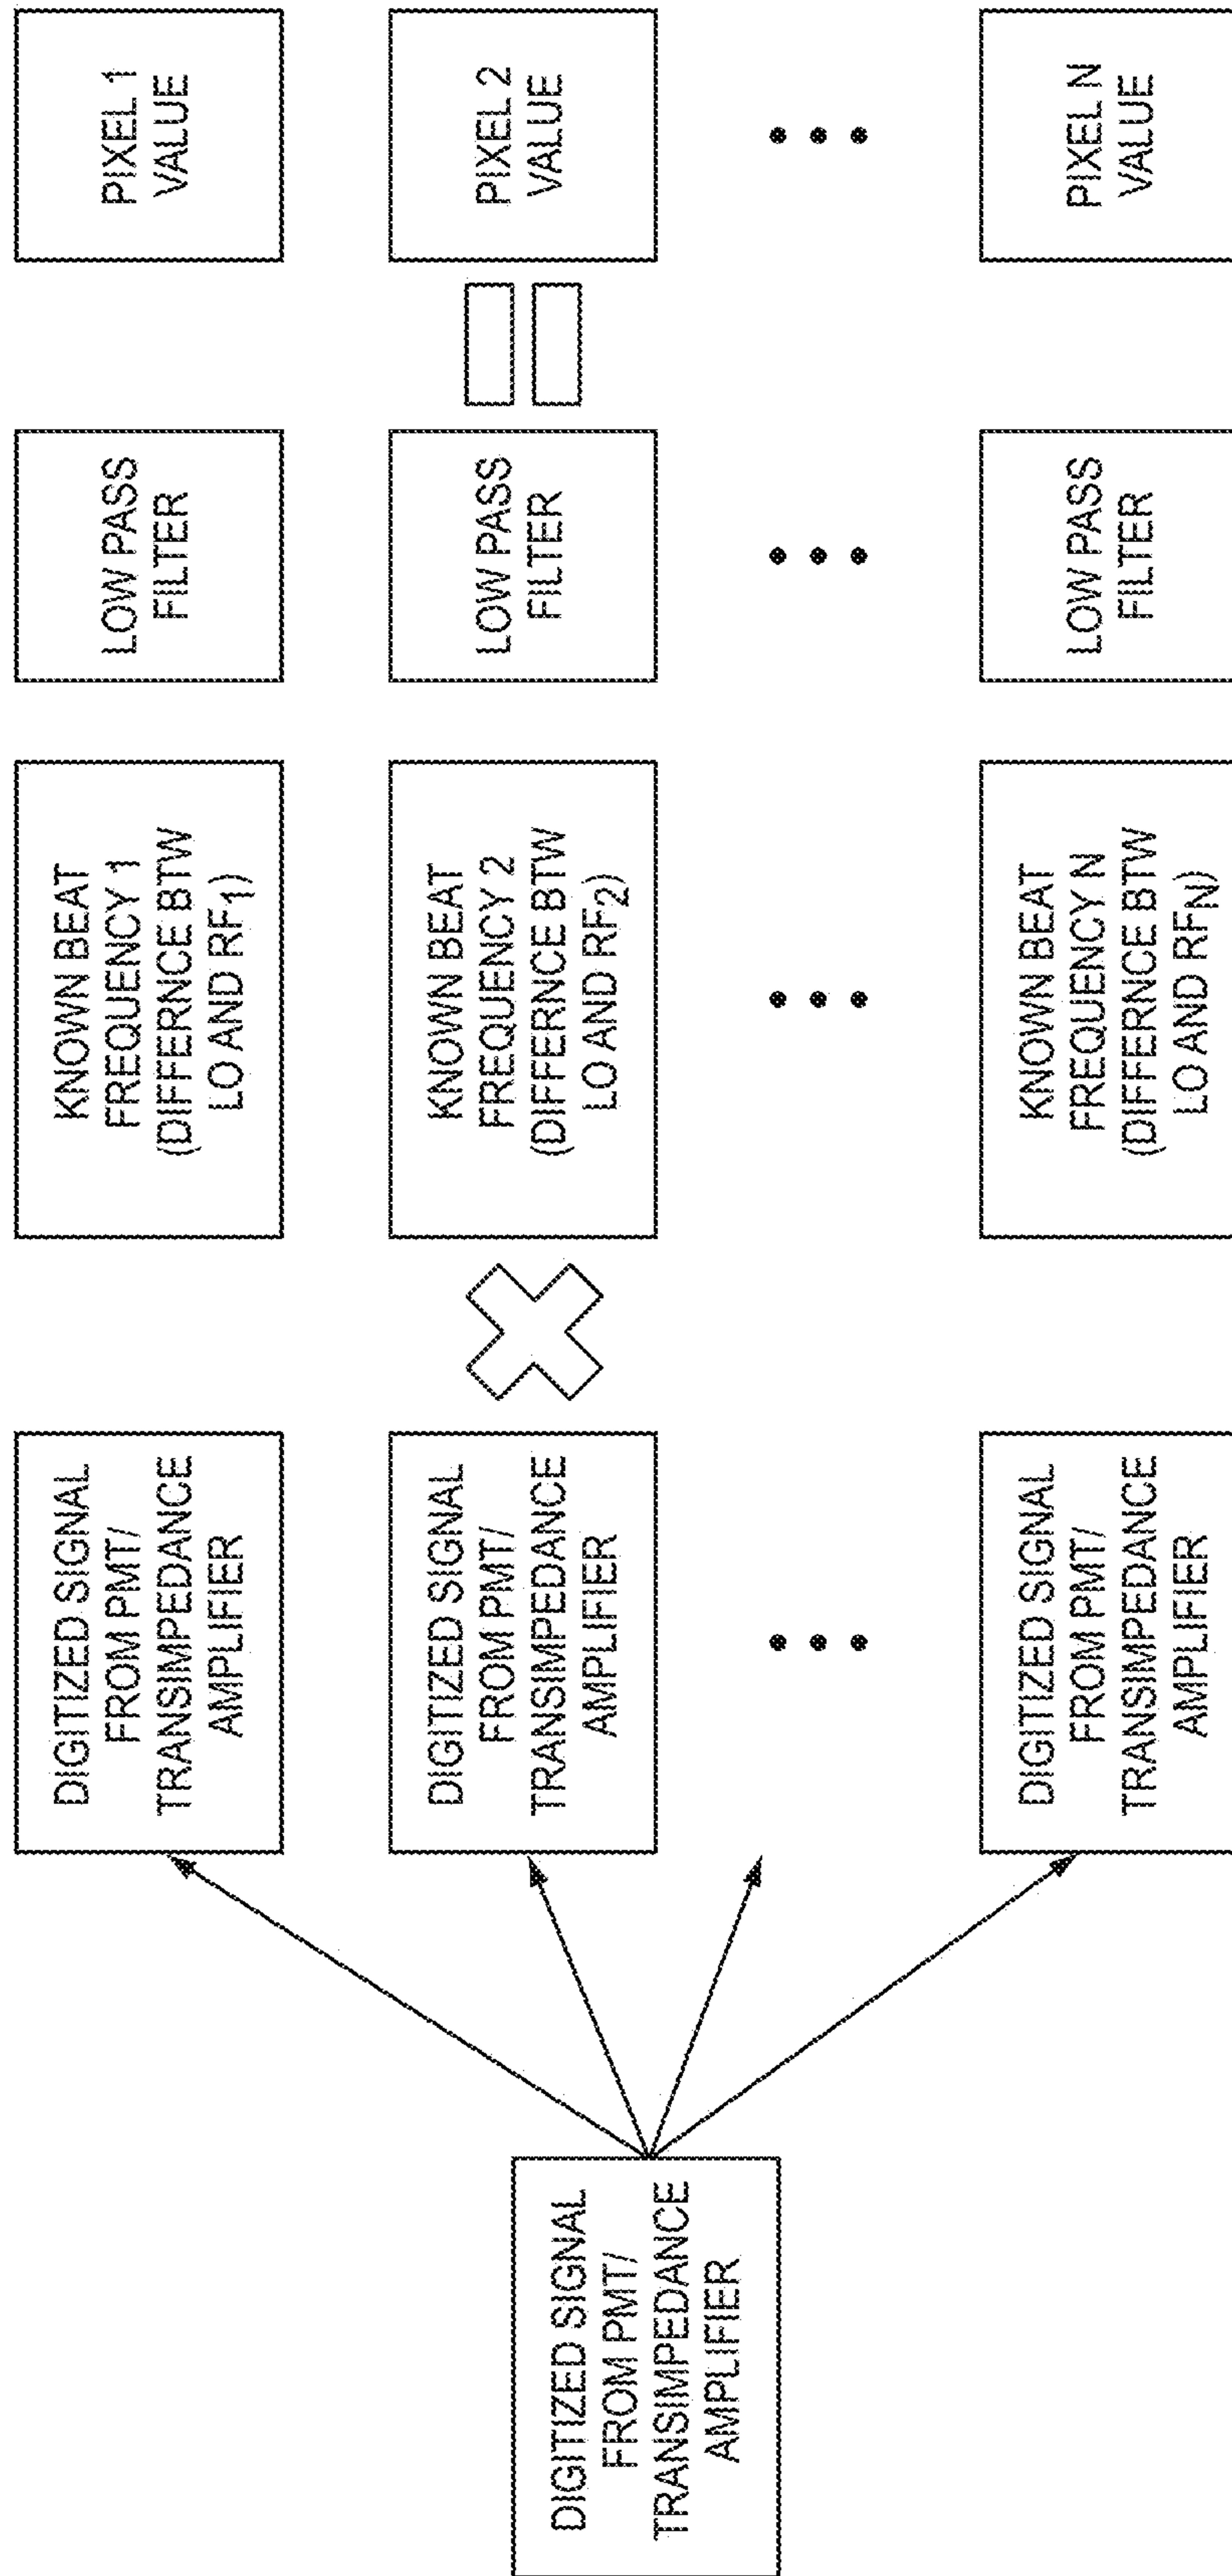 DIGITIZED SIGNAL
FROM PMT/
TRANSIMPEDANCE
AMPLIFIER
DIGITIZED SIGNAL
FROM PMT/
TRANSIMPEDANCE
AMPLIFIER
KNOWN BEAT
FREQUENCY 1
(DIFFERNCE BTW
LO AND RF₁)
LOW PASS
FILTER
PIXEL 1
VALUE
DIGITIZED SIGNAL
FROM PMT/
TRANSIMPEDANCE
AMPLIFIER
KNOWN BEAT
FREQUENCY 2
(DIFFERNCE BTW
LO AND RF₂)
LOW PASS
FILTER
PIXEL 2
VALUE
DIGITIZED SIGNAL
FROM PMT/
TRANSIMPEDANCE
AMPLIFIER
KNOWN BEAT
FREQUENCY N
(DIFFERNCE BTW
LO AND RFN)
LOW PASS
FILTER
PIXEL N
VALUE